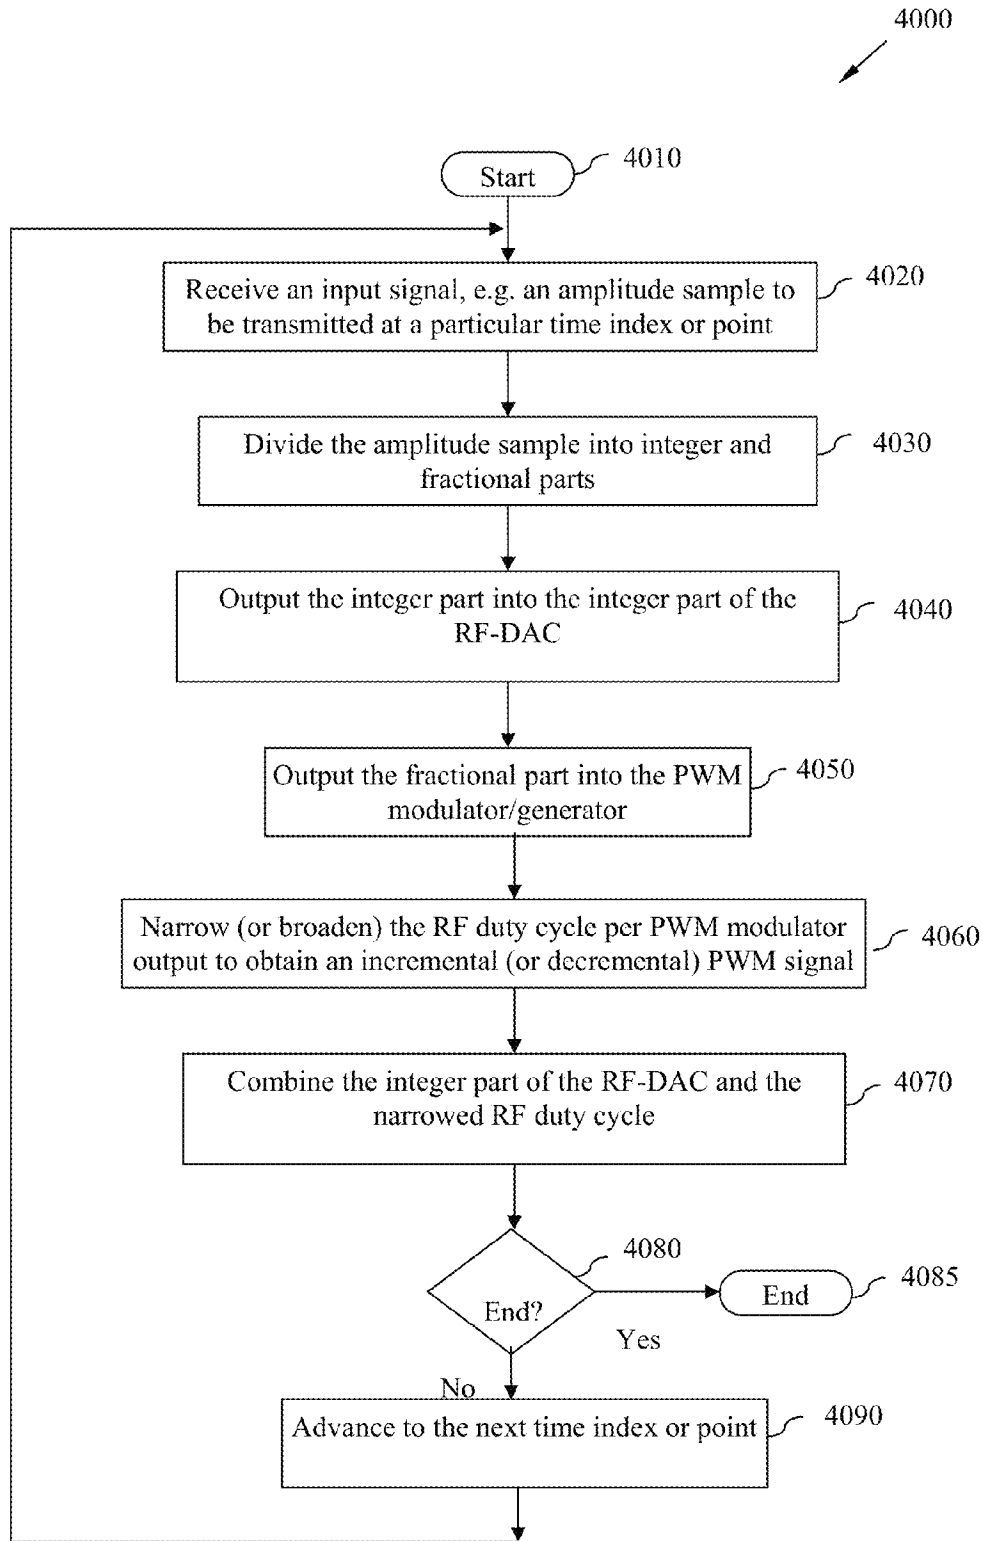 4000
Start
4010
Receive an input signal, e.g. an amplitude sample to
be transmitted at a particular time index or point
4020
Divide the amplitude sample into integer and
fractional parts
4030
Output the integer part into the integer part of the
RF-DAC
4040
Output the fractional part into the PWM
modulator/generator
4050
Narrow (or broaden) the RF duty cycle per PWM modulator
output to obtain an incremental (or decremental) PWM signal
4060
Combine the integer part of the RF-DAC and the
narrowed RF duty cycle
4070
4080
End?
Yes
End
4085
No
Advance to the next time index or point
4090